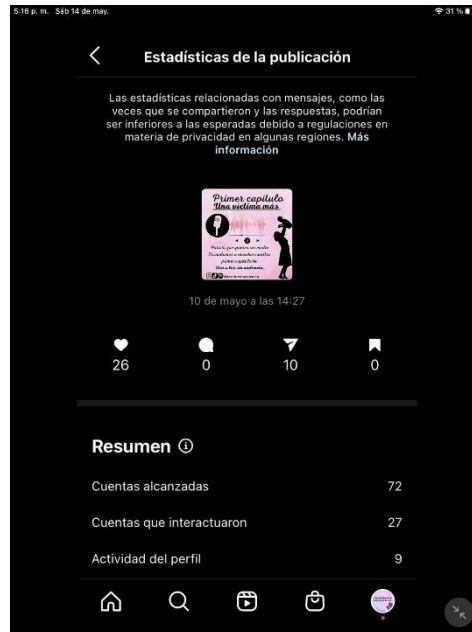 5:16 p. m. Sáb 14 de may.
31 %
Estadísticas de la publicación
Las estadísticas relacionadas con mensajes, como las
veces que se compartieron y las respuestas, podrían
ser inferiores a las esperadas debido a regulaciones en
materia de privacidad en algunas regiones. Más
información
Primer capítulo
Una víctima más
primer capítulo de
10 de mayo a las 14:27
26
0
10
0
Resumen
Cuentas alcanzadas 72
Cuentas que interactuaron 27
Actividad del perfil 9